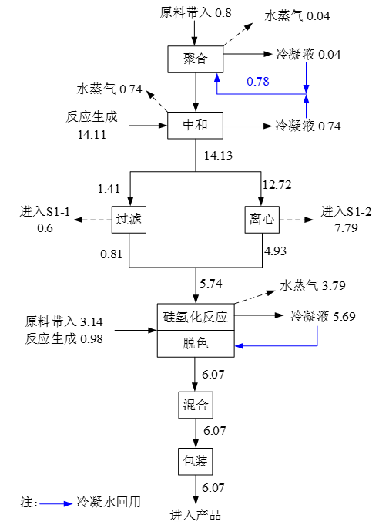 原料带入 0.8
水蒸气 0.04
聚合
冷凝液 0.04
0.78
水蒸气 0.74
反应生成
14.11
中和
冷凝液 0.74
14.13
1.41
12.72
进入S1-1
0.6
过滤
离心
进入S1-2
7.79
0.81
4.93
5.74
水蒸气 3.79
硅氢化反应
冷凝液 5.69
原料带入 3.14
反应生成 0.98
脱色
6.07
混合
6.07
包装
6.07
注：
冷凝水回用
进入产品